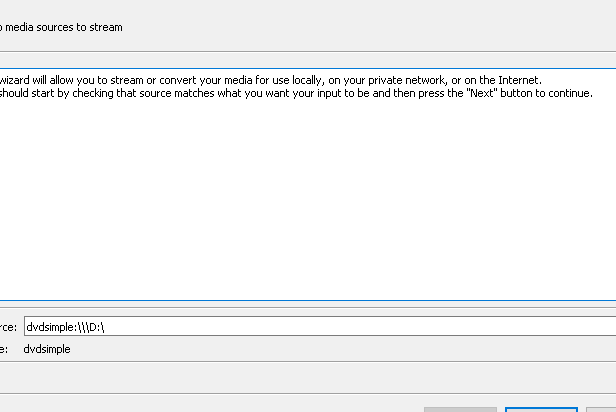 o media sources to stream
wizard will allow you to stream or convert your media for use locally, on your private network, or on the Internet.
should start by checking that source matches what you want your input to be and then press the "Next" button to continue.
rce: dvdsimple:\\\D:\
e: dvdsimple